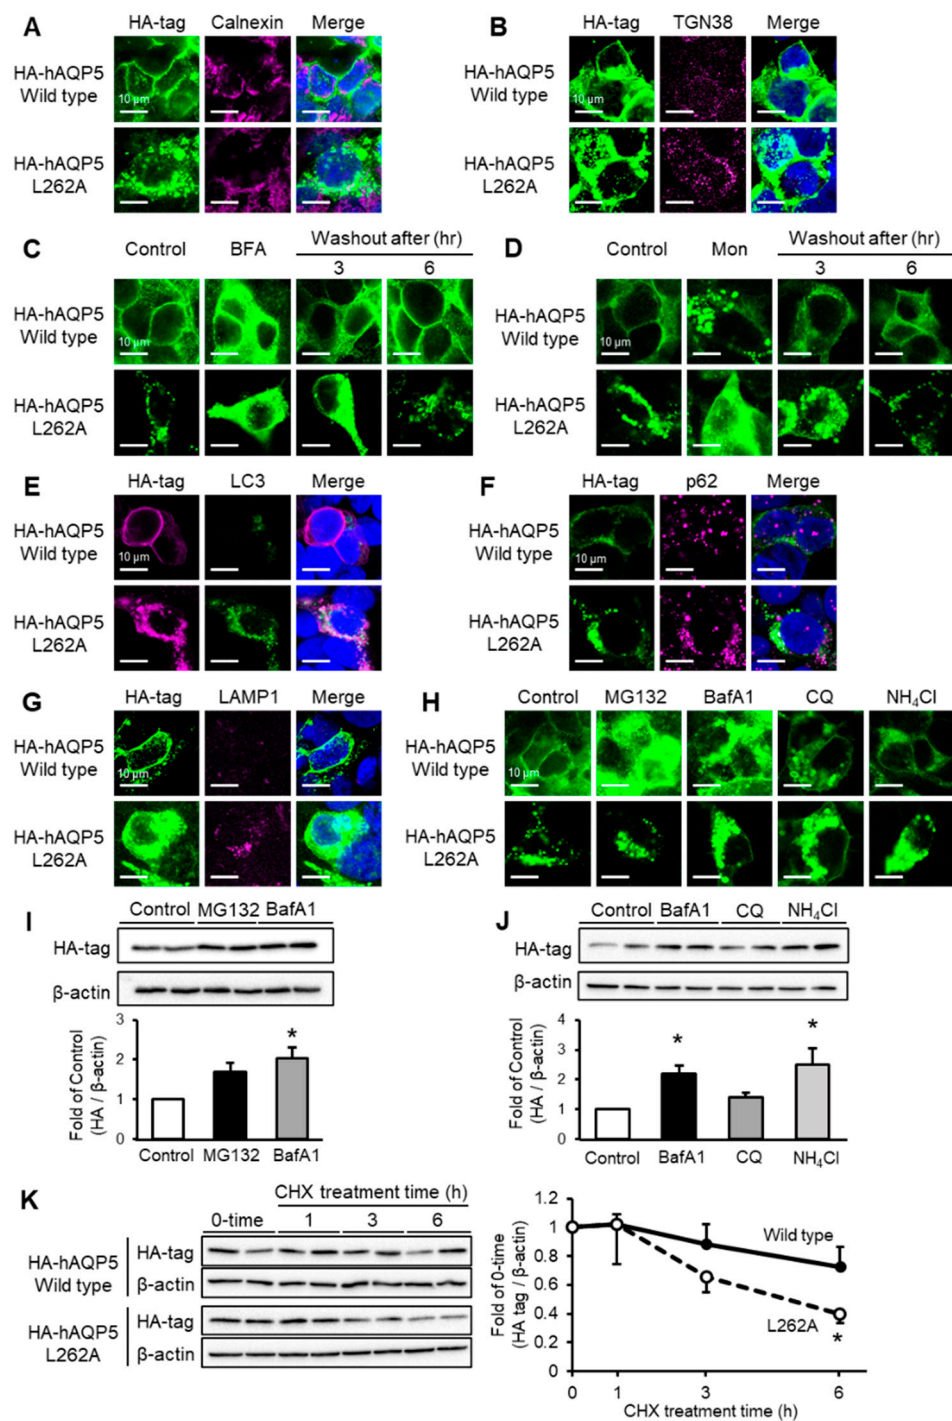 A
HA-tag Calnexin Merge
HA-hAQP5
Wild type
10 μm
HA-hAQP5
L262A
B
HA-tag TGN38 Merge
HA-hAQP5
Wild type
10 μm
HA-hAQP5
L262A
C
Control BFA Washout after (hr)
3 6
HA-hAQP5
Wild type
10 μm
HA-hAQP5
L262A
D
Control Mon Washout after (hr)
3 6
HA-hAQP5
Wild type
10 μm
HA-hAQP5
L262A
E
HA-tag LC3 Merge
HA-hAQP5
Wild type
10 μm
HA-hAQP5
L262A
F
HA-tag p62 Merge
HA-hAQP5
Wild type
10 μm
HA-hAQP5
L262A
G
HA-tag LAMP1 Merge
HA-hAQP5
Wild type
10 μm
HA-hAQP5
L262A
H
Control MG132 BafA1 CQ NH₄Cl
HA-hAQP5
Wild type
10 μm
HA-hAQP5
L262A
I
Control MG132 BafA1
HA-tag
β-actin
Fold of Control
(HA / β-actin)
3
2
1
0
*
Control MG132 BafA1
J
Control BafA1 CQ NH₄Cl
HA-tag
β-actin
Fold of Control
(HA / β-actin)
4
3
2
1
0
* *
Control BafA1 CQ NH₄Cl
K
CHX treatment time (h)
0-time 1 3 6
HA-hAQP5
Wild type
HA-tag
β-actin
HA-hAQP5
L262A
HA-tag
β-actin
Fold of 0-time
(HA tag / β-actin)
1.2
1
0.8
0.6
0.4
0.2
0
Wild type
L262A
*
0 1 3 6
CHX treatment time (h)